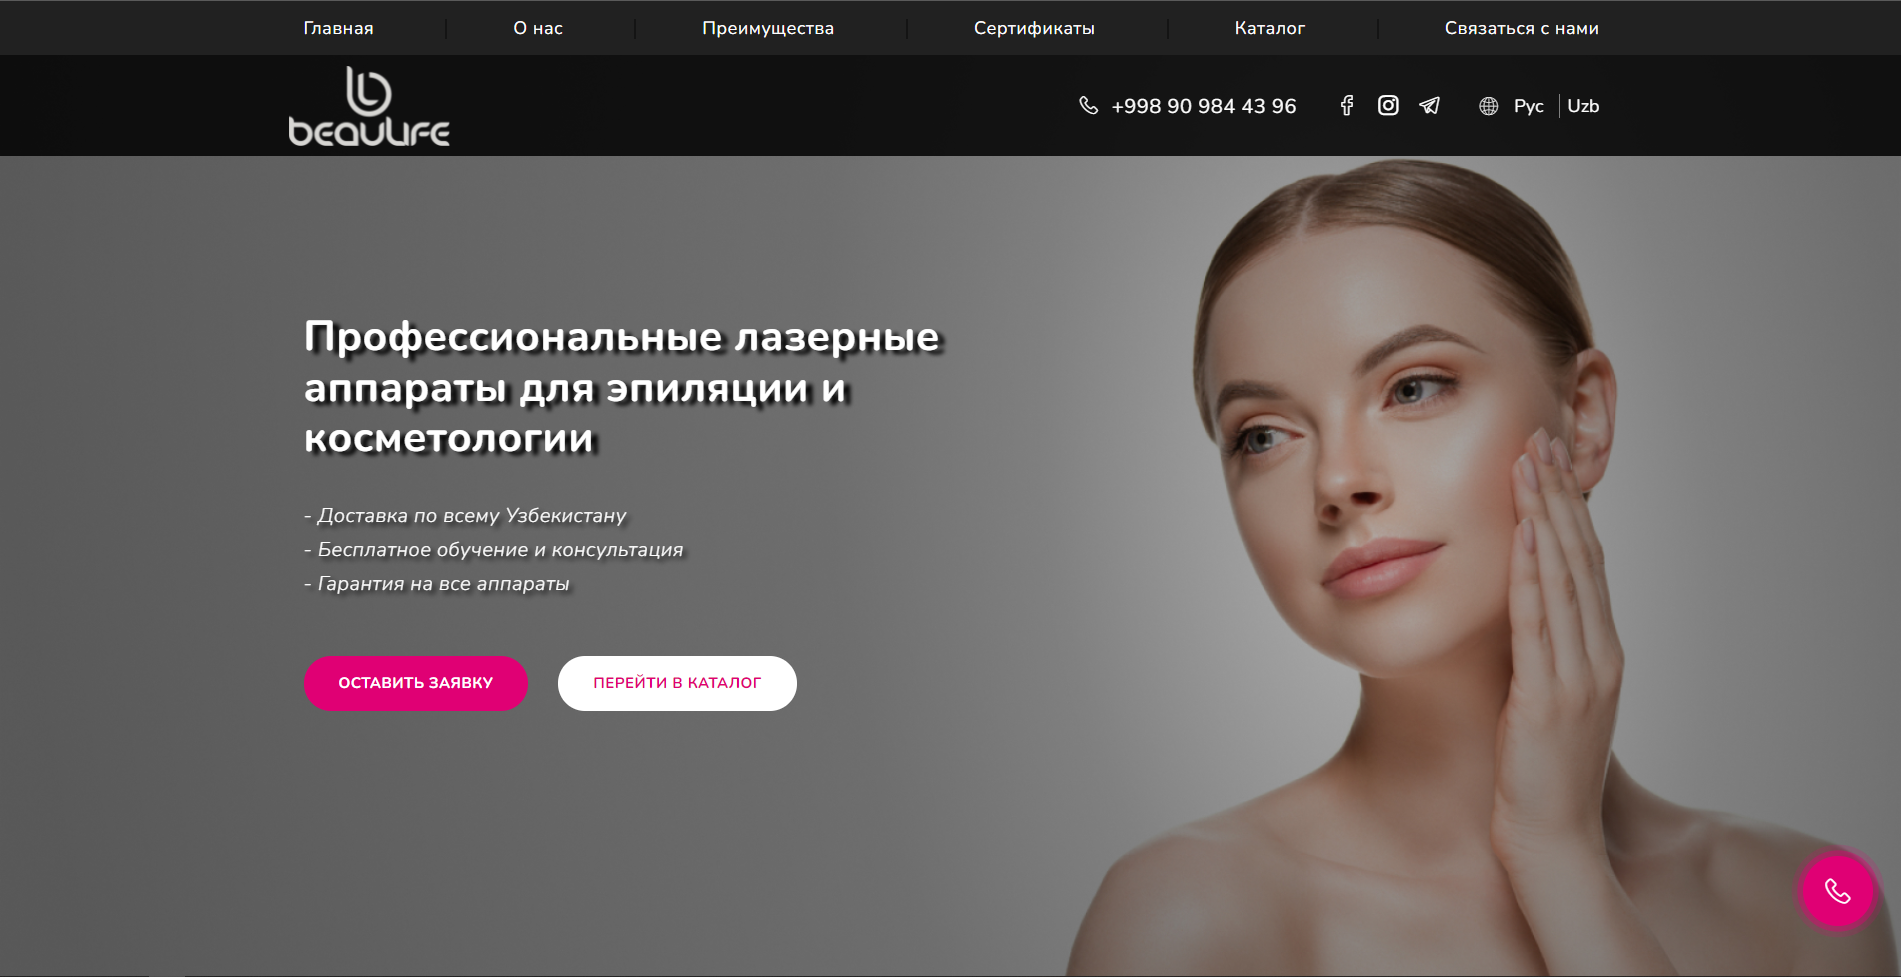 Главная
О нас
Преимущества
Сертификаты
Каталог
Связаться с нами
beauLife
+998 90 984 43 96
Рус
Uzb
Профессиональные лазерные
аппараты для эпиляции и
косметологии
- Доставка по всему Узбекистану
- Бесплатное обучение и консультация
- Гарантия на все аппараты
ОСТАВИТЬ ЗАЯВКУ
ПЕРЕЙТИ В КАТАЛОГ